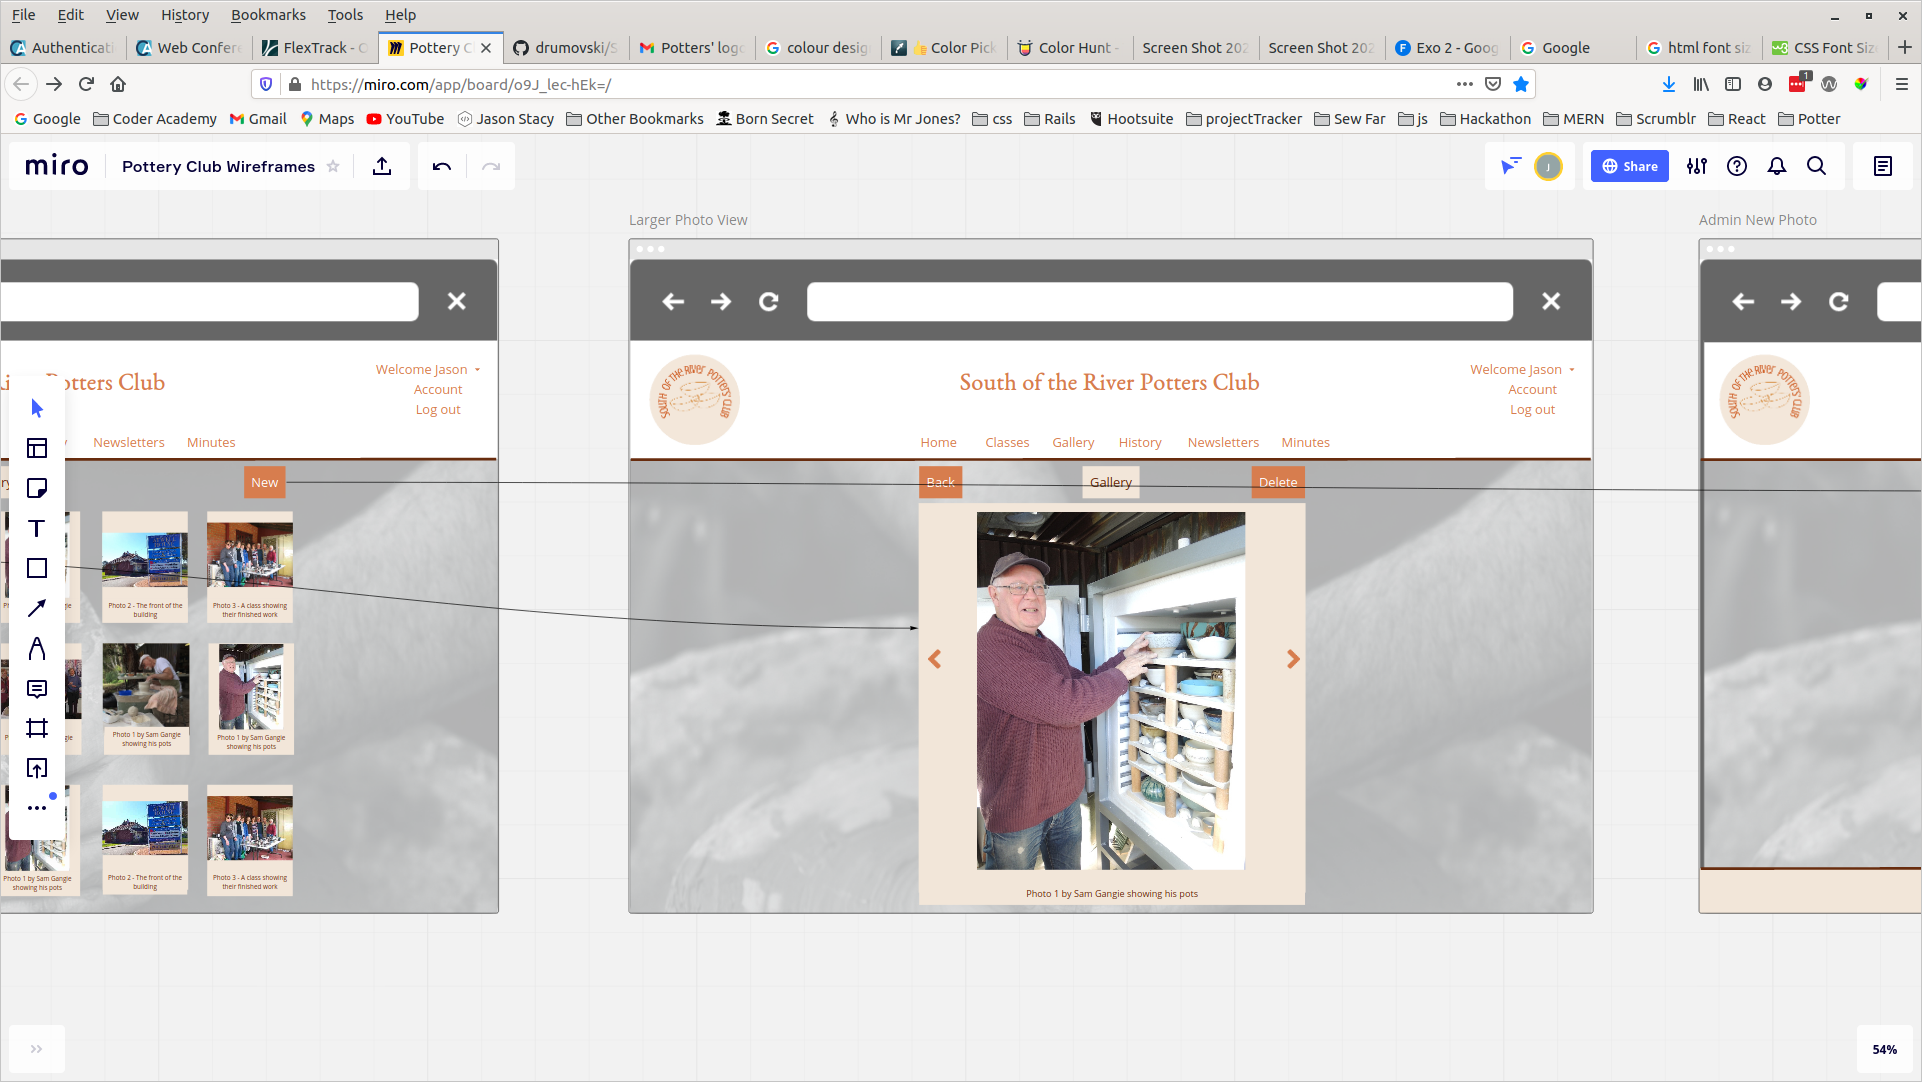 File Edit View History Bookmarks Tools Help
Authenticati Web Confere FlexTrack - O Pottery C drumovski/S Potters' logo colour desig 👍 Color Pick Color Hunt - Screen Shot 202 Screen Shot 202 Exo 2 - Goog Google html font siz CSS Font Size
https://miro.com/app/board/o9J_lec-hEk=/
1
Google Coder Academy Gmail Maps YouTube Jason Stacy Other Bookmarks Born Secret Who is Mr Jones? css Rails Hootsuite projectTracker Sew Far js Hackathon MERN Scrumblr React Potter
miro Pottery Club Wireframes
J Share
Larger Photo View
Admin New Photo
Potters Club
Welcome Jason
Account
Log out
Newsletters Minutes
New
Photo 2 - The front of the building
Photo 3 - A class showing their finished work
Photo 1 by Sam Gangie showing his pots
Photo 1 by Sam Gangie showing his pots
Photo 1 by Sam Gangie showing his pots
Photo 2 - The front of the building
Photo 3 - A class showing their finished work
SOUTH OF THE RIVER POTTERS' CLUB
South of the River Potters Club
Welcome Jason
Account
Log out
Home Classes Gallery History Newsletters Minutes
Back Gallery Delete
Photo 1 by Sam Gangie showing his pots
SOUTH OF THE RIVER POTTERS' CLUB
54%